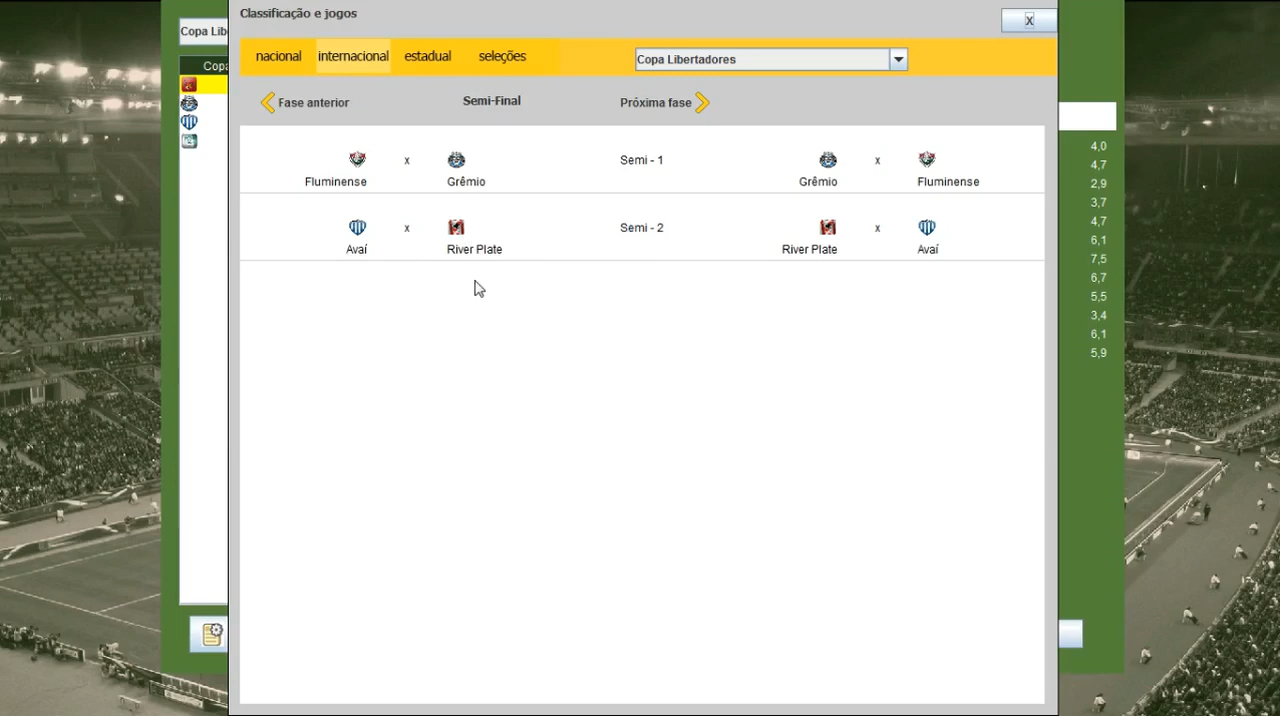 Classificação e jogos
X
Copa Lib
Copa
nacional internacional estadual seleções
Copa Libertadores
Fase anterior Semi-Final Próxima fase
x Semi - 1 x
Fluminense Grêmio Grêmio Fluminense
x Semi - 2 x
Avaí River Plate River Plate Avaí
4,0
4,7
2,9
3,7
4,7
6,1
7,5
6,7
5,5
3,4
6,1
5,9